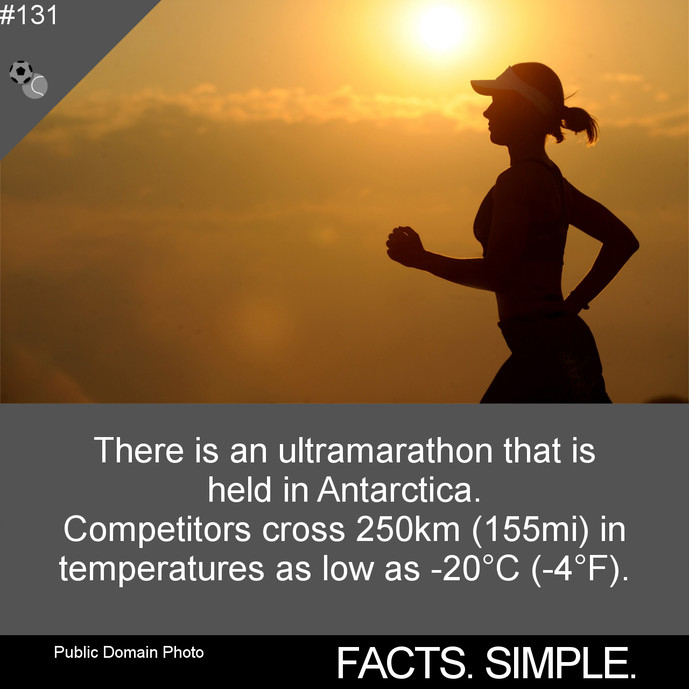 #131
There is an ultramarathon that is
held in Antarctica.
Competitors cross 250km (155mi) in
temperatures as low as -20°C (-4°F).
Public Domain Photo
FACTS. SIMPLE.